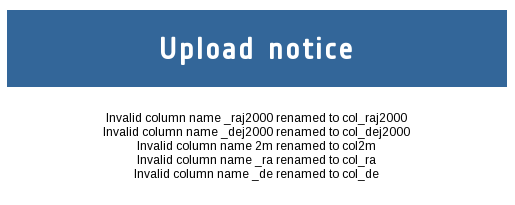 Upload notice
Invalid column name _raj2000 renamed to col_raj2000
Invalid column name _dej2000 renamed to col_dej2000
Invalid column name 2m renamed to col2m
Invalid column name _ra renamed to col_ra
Invalid column name _de renamed to col_de